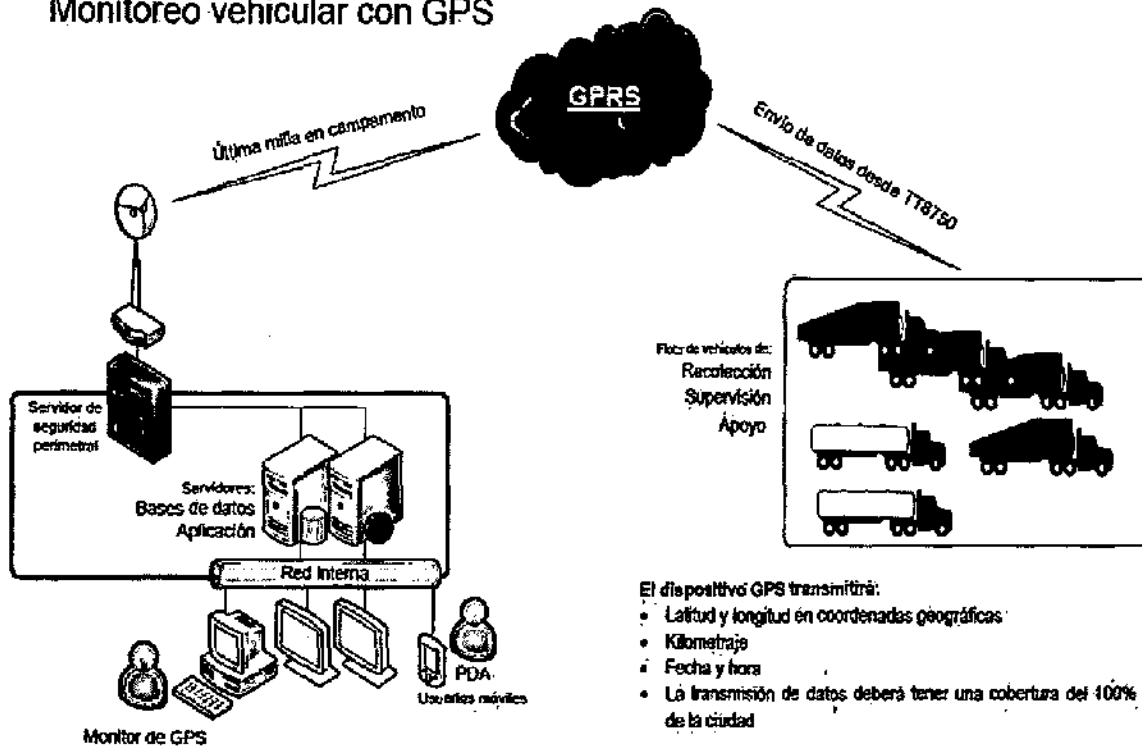 Monitoreo vehicular con GPS
GPRS
Última milla en campamento
Envío de datos desde TT8750
Flota de vehículos de:
Recolección
Supervisión
Apoyo
Servidor de
seguridad
perimetral
Servidores:
Bases de datos
Aplicación
Red Interna
PDA
Usuarios móviles
Monitor de GPS
El dispositivo GPS transmitirá:
• Latitud y longitud en coordenadas geográficas
• Kilometraje
• Fecha y hora
• La transmisión de datos deberá tener una cobertura del 100%
de la ciudad